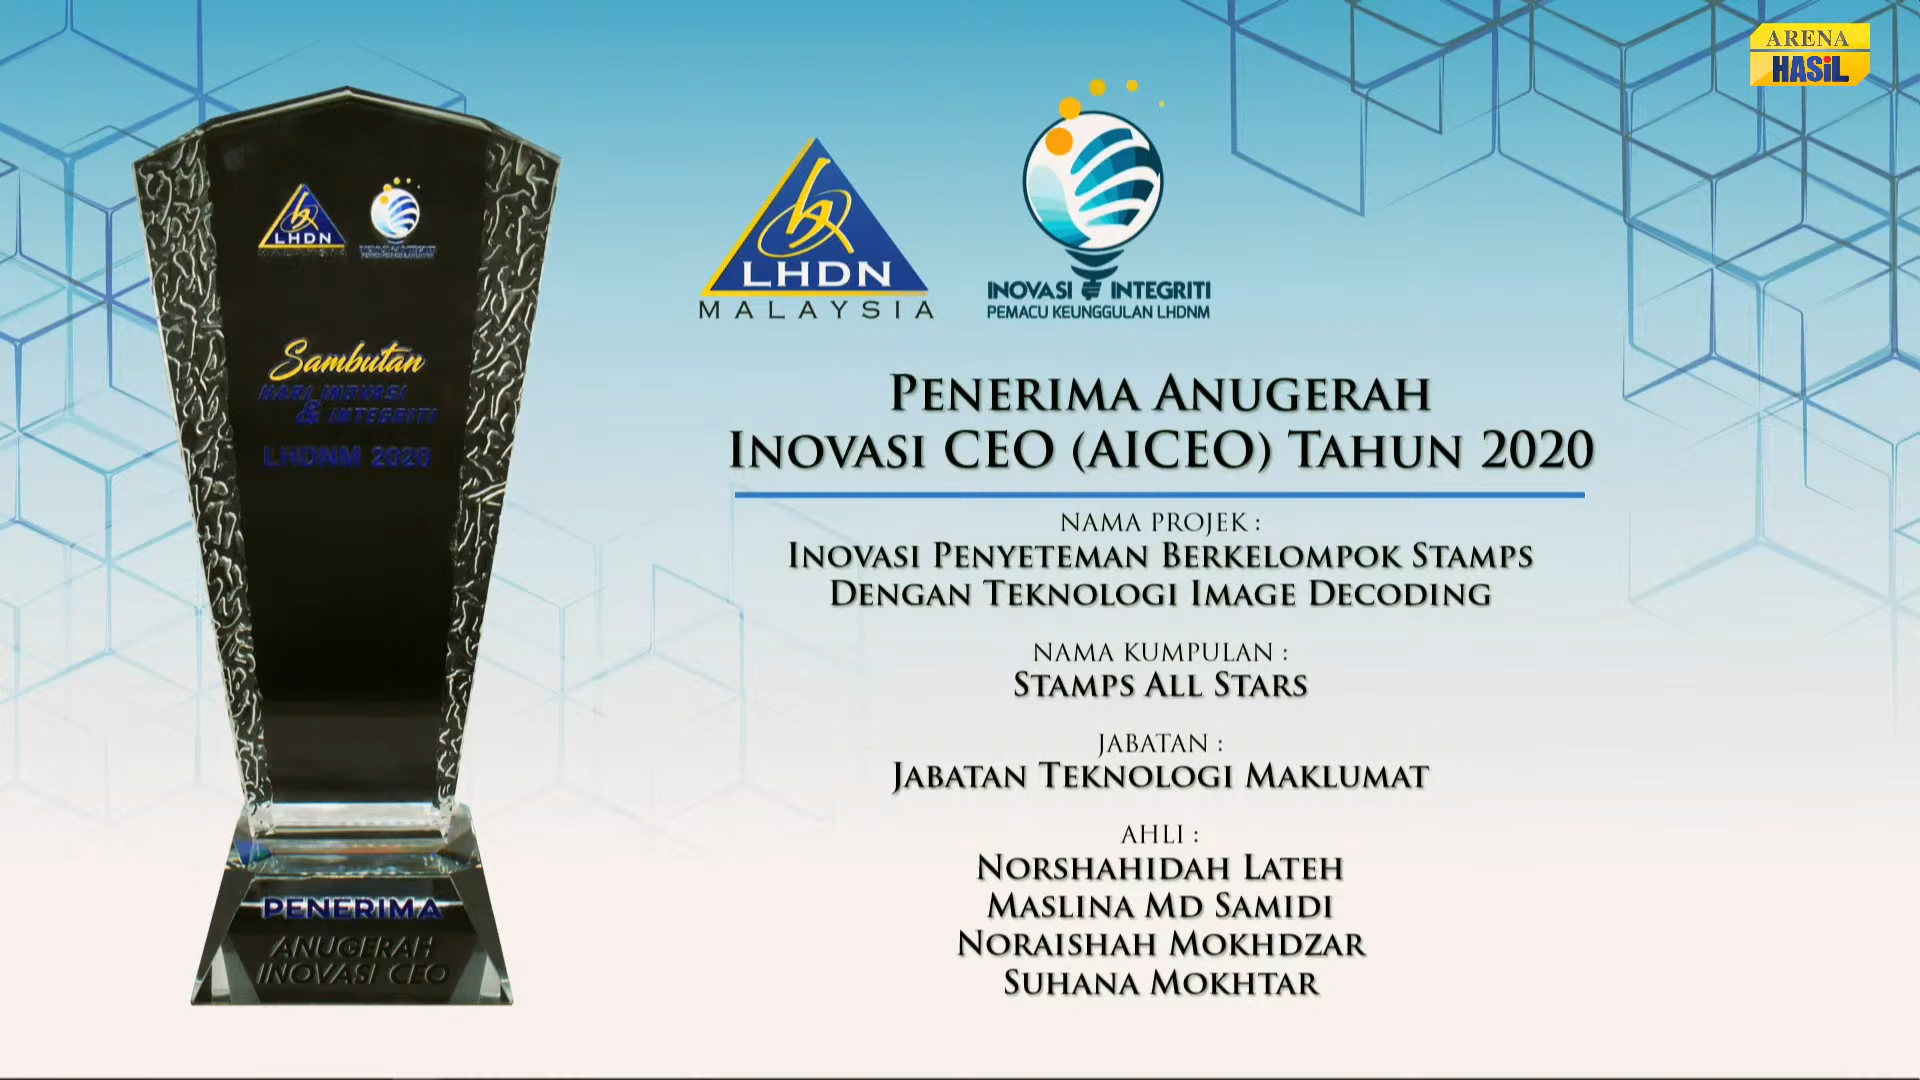 ARENA
HASiL
LHDN
MALAYSIA
INOVASI & INTEGRITI
PEMACU KEUNGGULAN LHDNM
LHDN
Sambutan
HARI INOVASI
& INTEGRITI
LHDNM 2020
PENERIMA
ANUGERAH
INOVASI CEO
PENERIMA ANUGERAH
INOVASI CEO (AICEO) TAHUN 2020
NAMA PROJEK :
INOVASI PENYETEMAN BERKELOMPOK STAMPS
DENGAN TEKNOLOGI IMAGE DECODING
NAMA KUMPULAN :
STAMPS ALL STARS
JABATAN :
JABATAN TEKNOLOGI MAKLUMAT
AHLI :
NORSHAHIDAH LATEH
MASLINA MD SAMIDI
NORAISHAH MOKHDZAR
SUHANA MOKHTAR